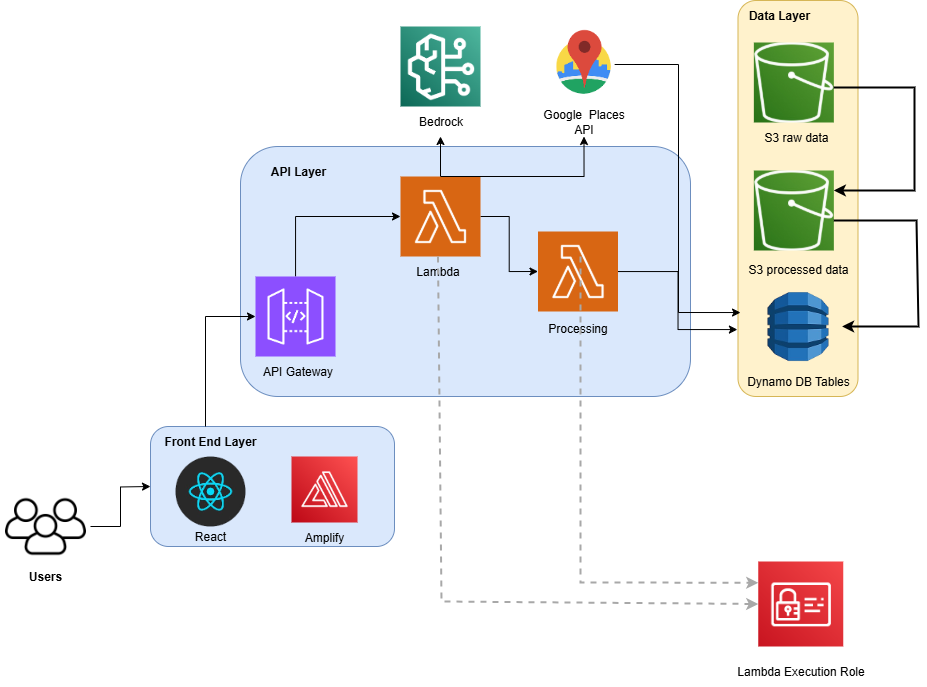 Data Layer
Bedrock
Google Places
API
S3 raw data
API Layer
Lambda
S3 processed data
</>
Processing
API Gateway
Dynamo DB Tables
Front End Layer
React
Amplify
Users
Lambda Execution Role